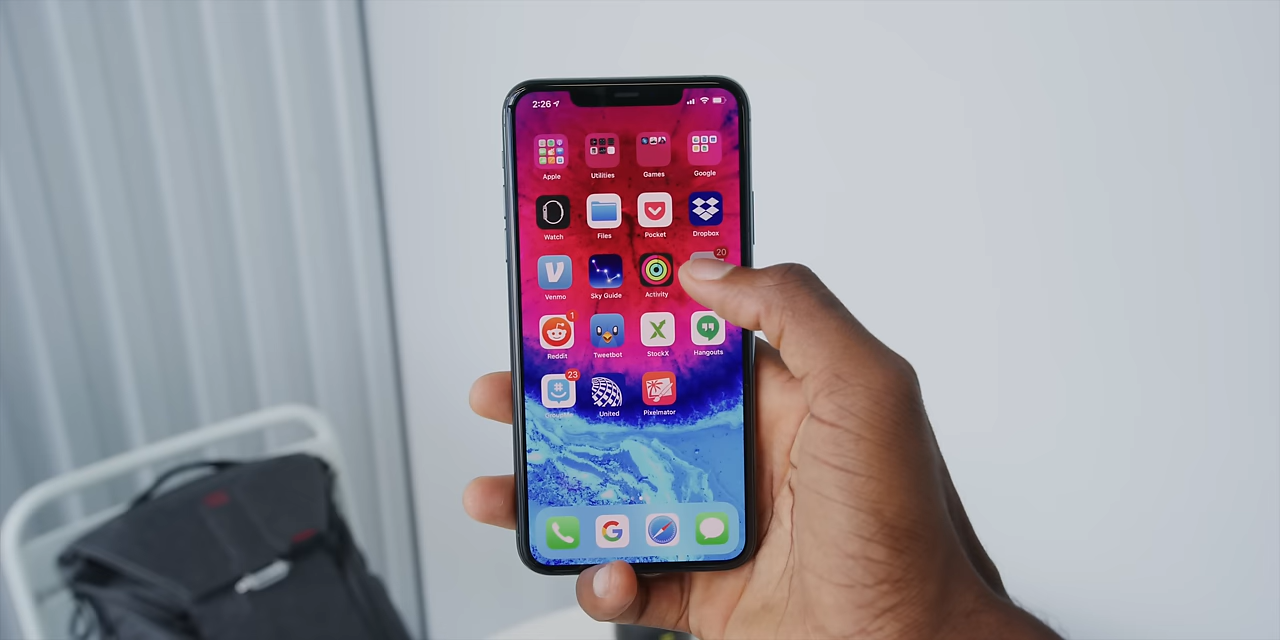 2:26
Apple Utilities Games Google
Watch Files Pocket Dropbox
20
Venmo Sky Guide Activity
1
Reddit Tweetbot StockX Hangouts
23
GroupMe United Pixelmator